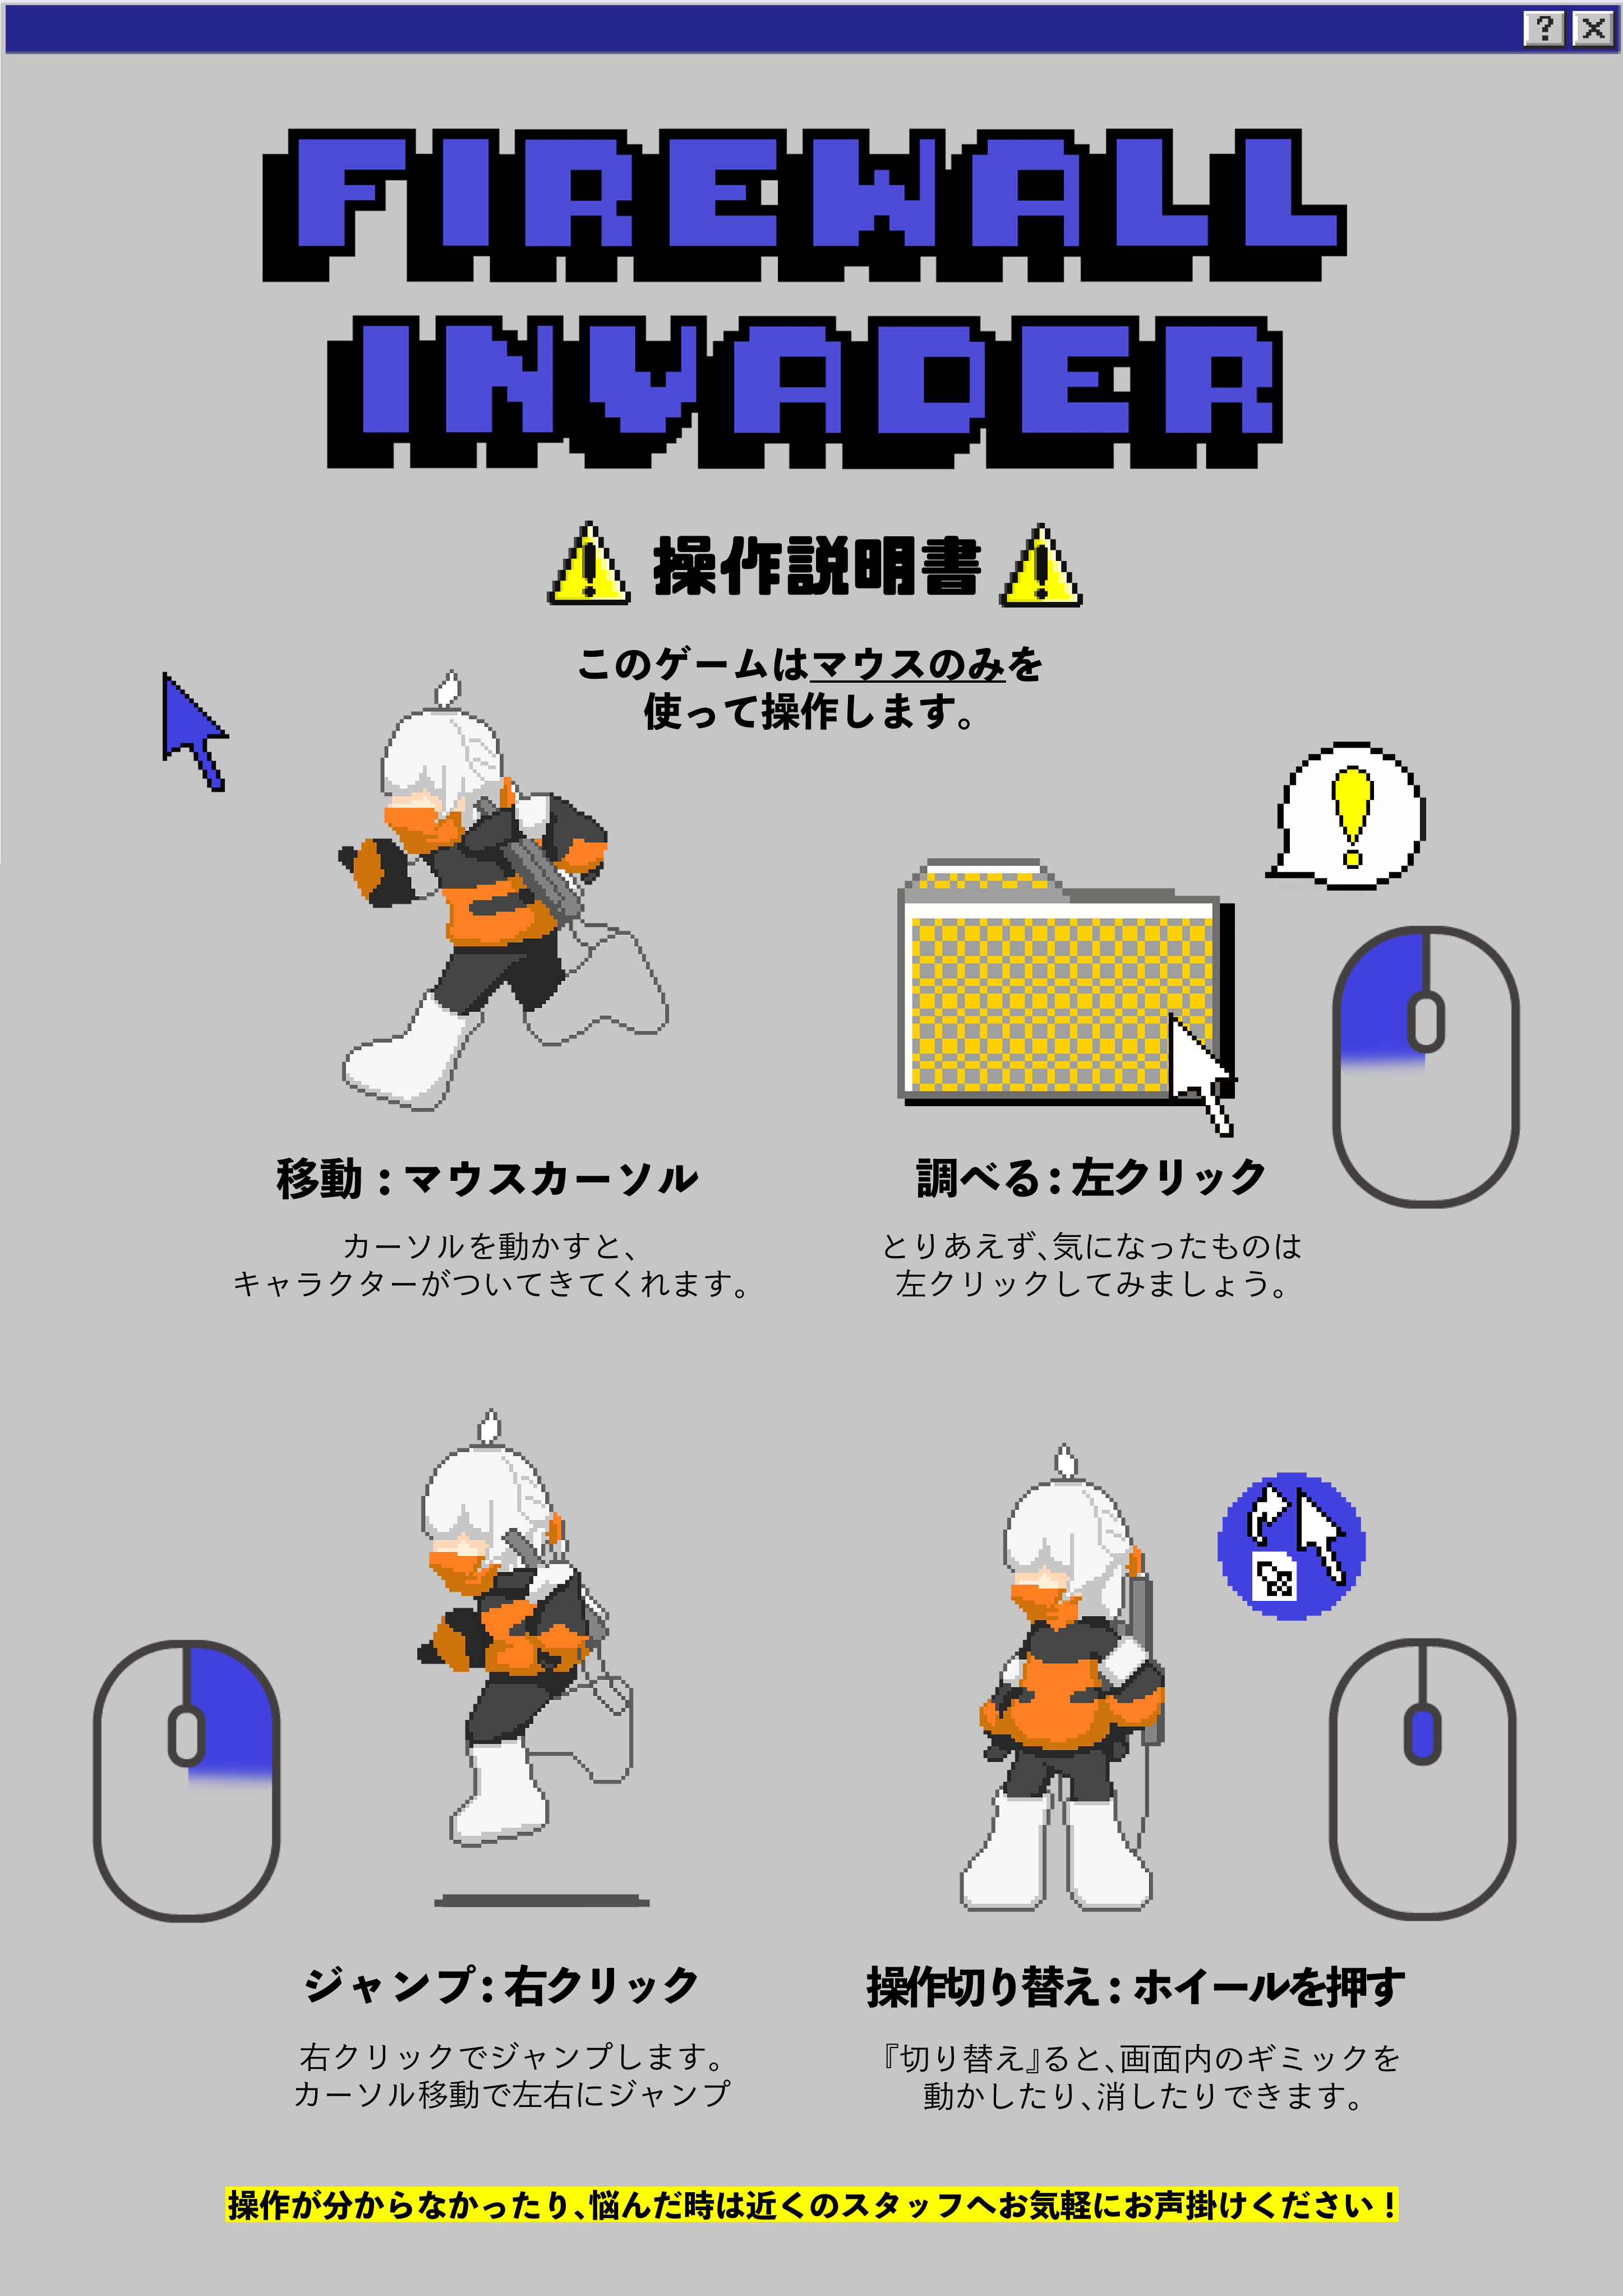 FIREWALL
INVADER
操作説明書
このゲームはマウスのみを
使って操作します。
移動：マウスカーソル
カーソルを動かすと、
キャラクターがついてきてくれます。
調べる：左クリック
とりあえず、気になったものは
左クリックしてみましょう。
ジャンプ：右クリック
右クリックでジャンプします。
カーソル移動で左右にジャンプ
操作切り替え：ホイールを押す
『切り替え』ると、画面内のギミックを
動かしたり、消したりできます。
操作が分からなかったり、悩んだ時は近くのスタッフへお気軽にお声掛けください！